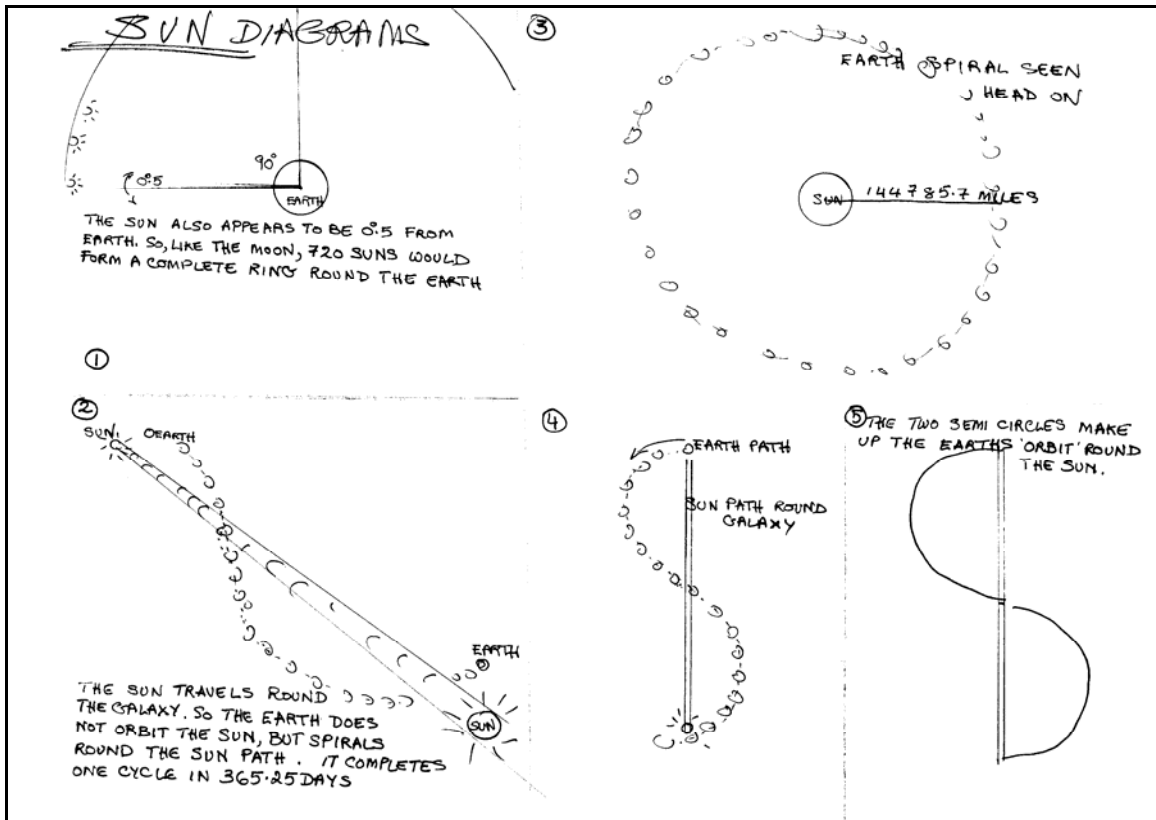 SUN DIAGRAMS
90°
0°.5
EARTH
THE SUN ALSO APPEARS TO BE 0°.5 FROM
EARTH. SO, LIKE THE MOON, 720 SUNS WOULD
FORM A COMPLETE RING ROUND THE EARTH
①
②
SUN.
EARTH
EARTH
SUN
THE SUN TRAVELS ROUND
THE GALAXY. SO THE EARTH DOES
NOT ORBIT THE SUN, BUT SPIRALS
ROUND THE SUN PATH. IT COMPLETES
ONE CYCLE IN 365.25 DAYS
③
EARTH SPIRAL SEEN
HEAD ON
SUN
144785.7 MILES
④
EARTH PATH
SUN PATH ROUND
GALAXY
⑤ THE TWO SEMI CIRCLES MAKE
UP THE EARTHS 'ORBIT' ROUND
THE SUN.